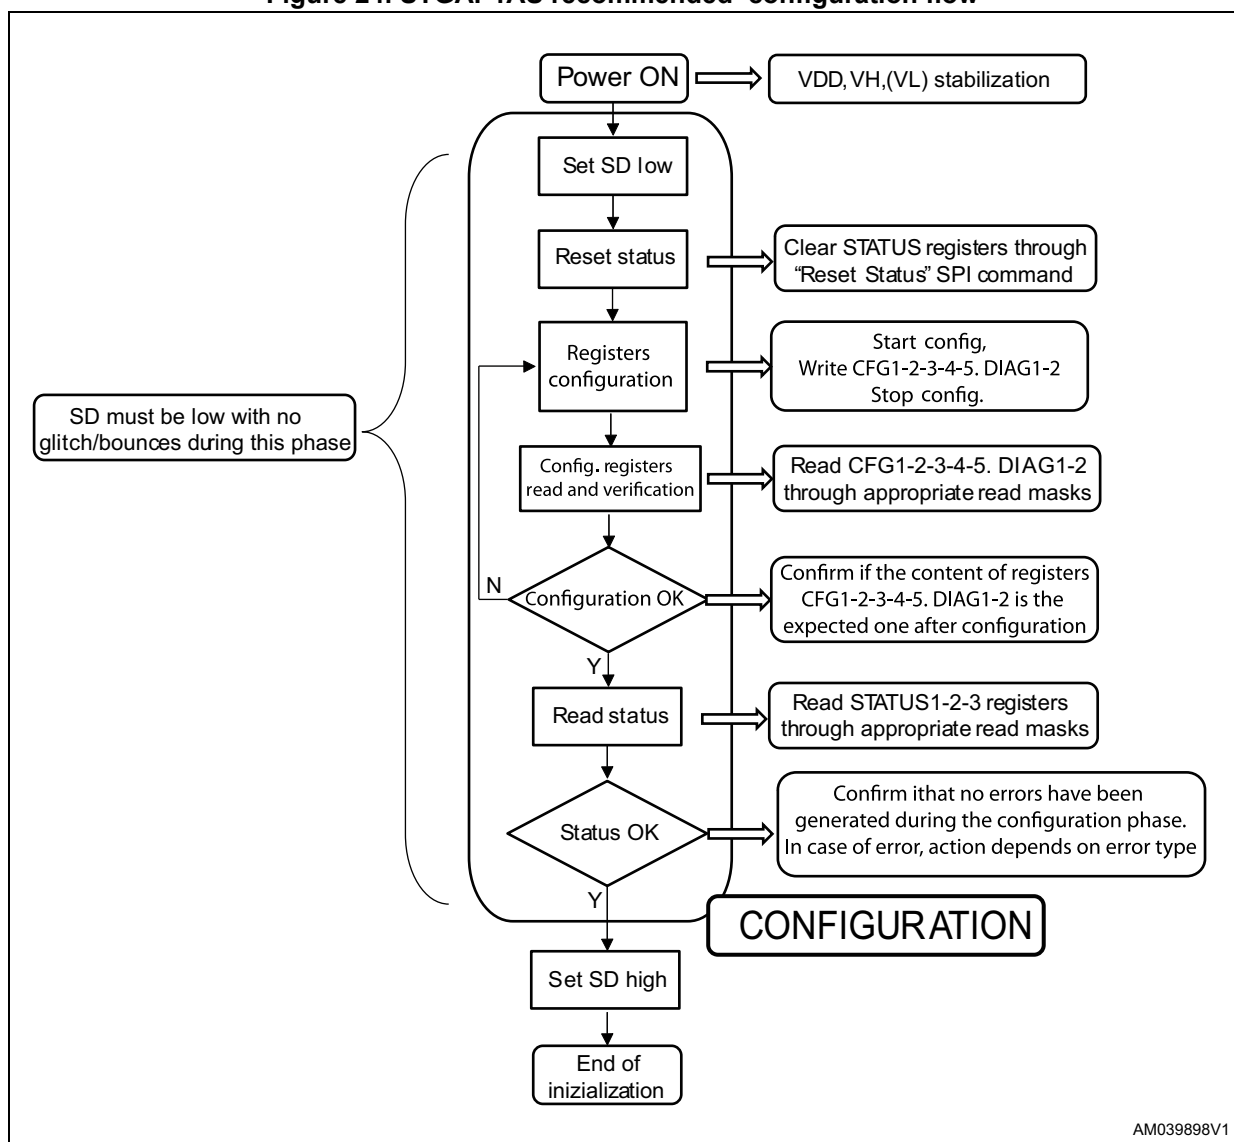 Power ON
VDD, VH,(VL) stabilization
Set SD low
Reset status
Clear STATUS registers through
“Reset Status” SPI command
Registers
configuration
Start config,
Write CFG1-2-3-4-5. DIAG1-2
Stop config.
SD must be low with no
glitch/bounces during this phase
Config. registers
read and verification
Read CFG1-2-3-4-5. DIAG1-2
through appropriate read masks
N
Configuration OK
Confirm if the content of registers
CFG1-2-3-4-5. DIAG1-2 is the
expected one after configuration
Y
Read status
Read STATUS1-2-3 registers
through appropriate read masks
Status OK
Confirm ithat no errors have been
generated during the configuration phase.
In case of error, action depends on error type
Y
CONFIGURATION
Set SD high
End of
inizialization
AM039898V1